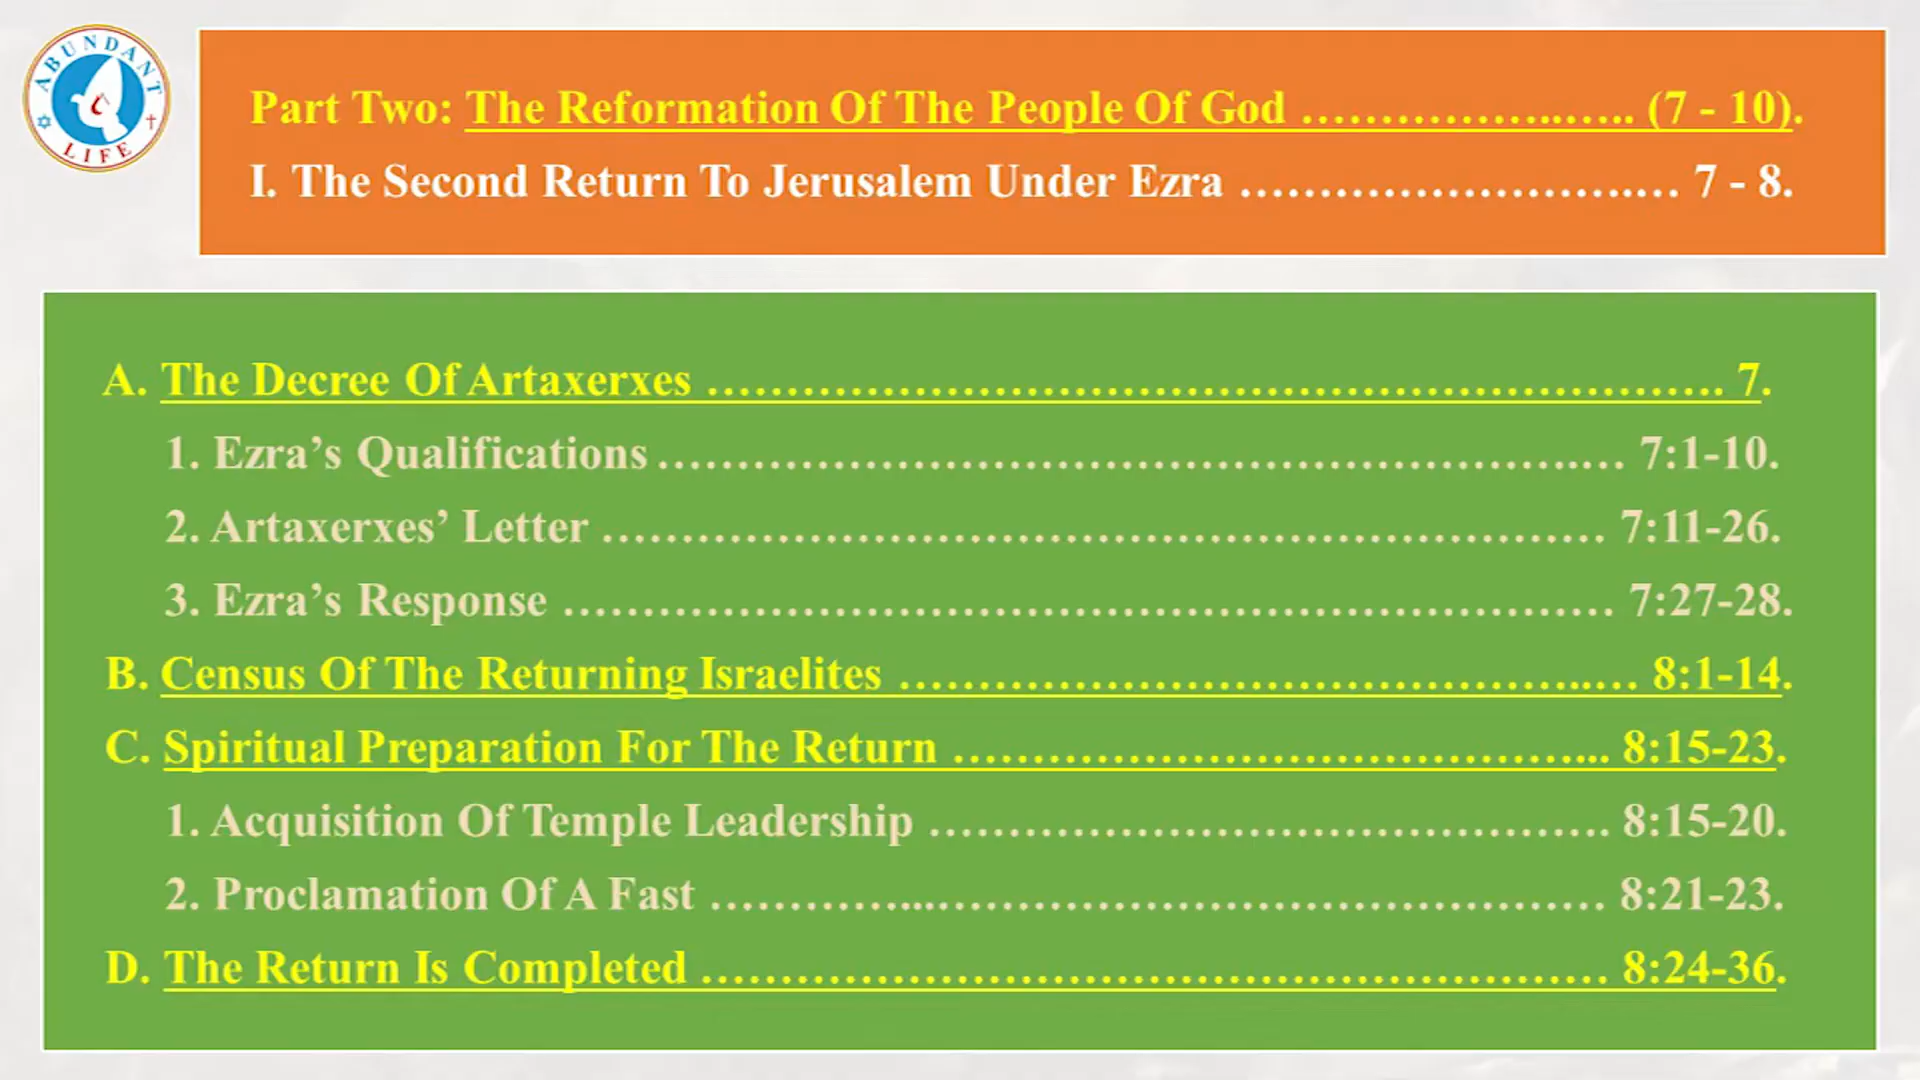 ABUNDANT
LIFE
Part Two: The Reformation Of The People Of God ……………..….. (7 - 10).
I. The Second Return To Jerusalem Under Ezra …………………….… 7 - 8.
A. The Decree Of Artaxerxes ………………………………………………………. 7.
1. Ezra’s Qualifications ………………………………………………….… 7:1-10.
2. Artaxerxes’ Letter ……………………………………………………… 7:11-26.
3. Ezra’s Response ………………………………………………………… 7:27-28.
B. Census Of The Returning Israelites ……………………………………..… 8:1-14.
C. Spiritual Preparation For The Return …………………………………... 8:15-23.
1. Acquisition Of Temple Leadership ……………………………………. 8:15-20.
2. Proclamation Of A Fast …………...…………………………………… 8:21-23.
D. The Return Is Completed ………………………………………………… 8:24-36.